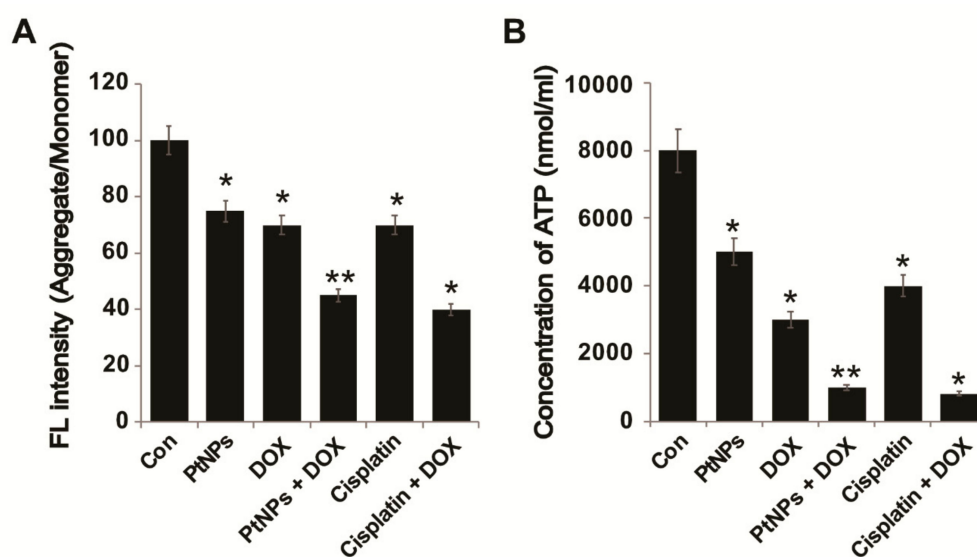 A
FL intensity (Aggregate/Monomer)
120
100
80
60
40
20
0
*
*
**
*
*
Con
PtNPs
DOX
PtNPs + DOX
Cisplatin
Cisplatin + DOX
B
Concentration of ATP (nmol/ml)
10000
8000
6000
4000
2000
0
*
*
**
*
*
Con
PtNPs
DOX
PtNPs + DOX
Cisplatin
Cisplatin + DOX